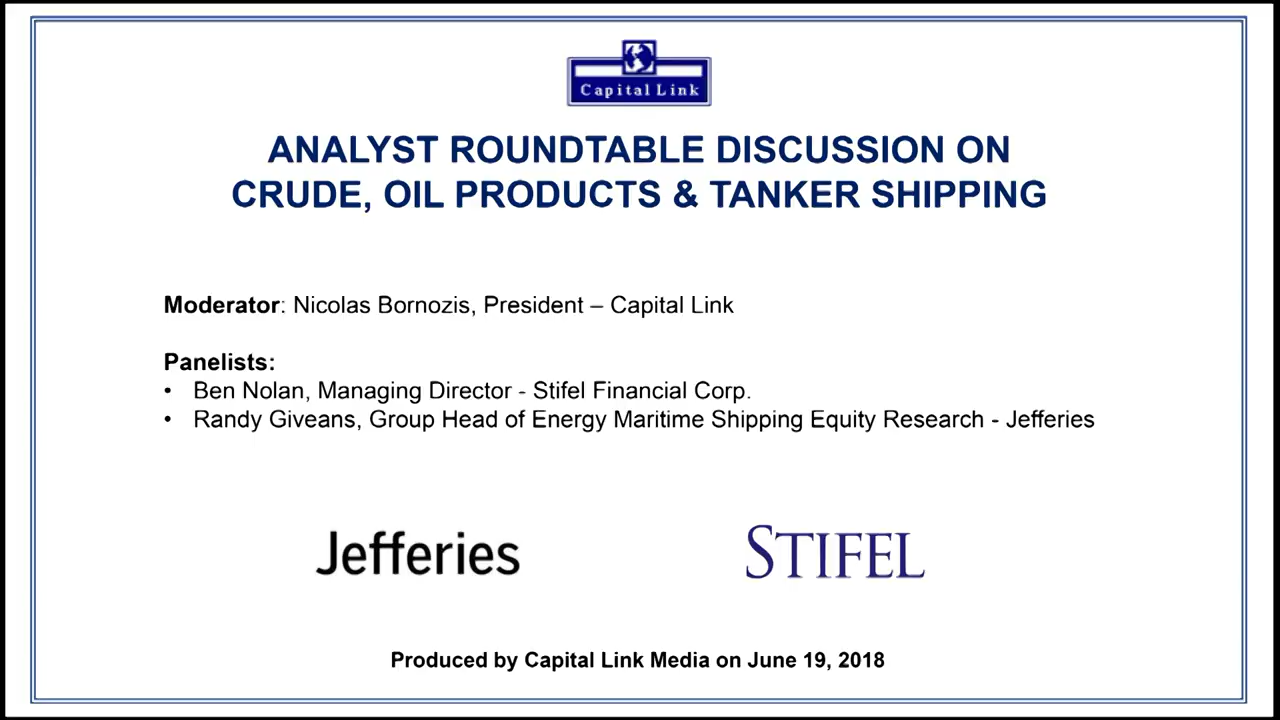 Capital Link
ANALYST ROUNDTABLE DISCUSSION ON
CRUDE, OIL PRODUCTS & TANKER SHIPPING
Moderator: Nicolas Bornozis, President – Capital Link
Panelists:
• Ben Nolan, Managing Director - Stifel Financial Corp.
• Randy Giveans, Group Head of Energy Maritime Shipping Equity Research - Jefferies
Jefferies
STIFEL
Produced by Capital Link Media on June 19, 2018